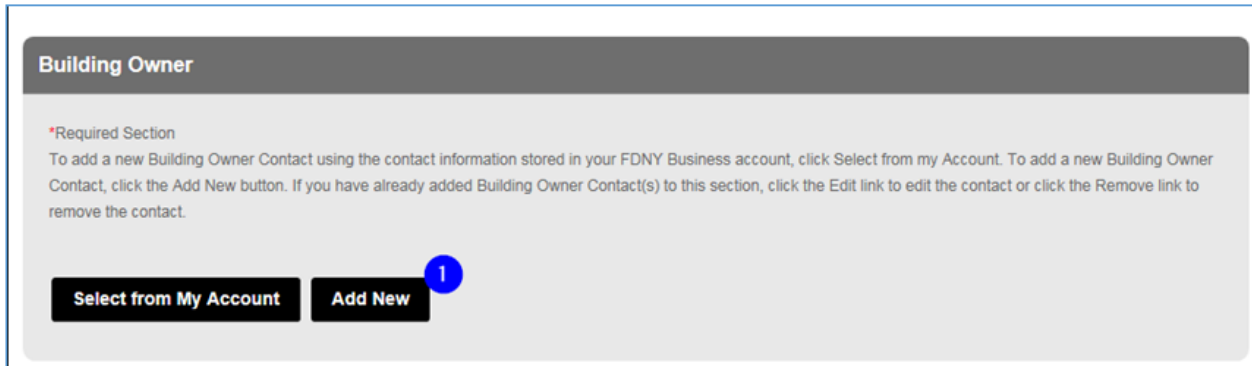 Building Owner
*Required Section
To add a new Building Owner Contact using the contact information stored in your FDNY Business account, click Select from my Account. To add a new Building Owner
Contact, click the Add New button. If you have already added Building Owner Contact(s) to this section, click the Edit link to edit the contact or click the Remove link to
remove the contact.
1
Select from My Account Add New